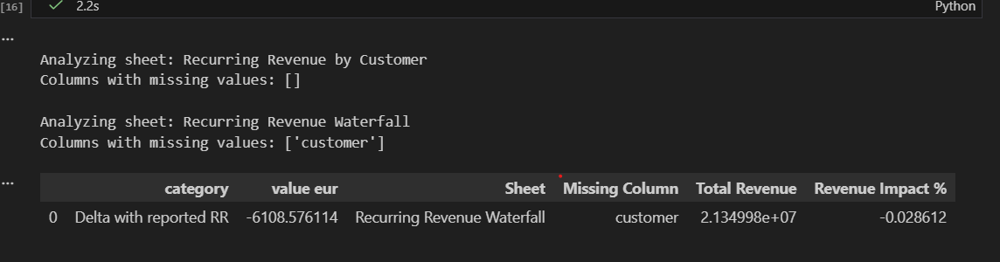 [16] ✓ 2.2s Python
...
Analyzing sheet: Recurring Revenue by Customer
Columns with missing values: []
Analyzing sheet: Recurring Revenue Waterfall
Columns with missing values: ['customer']
...
category value eur Sheet Missing Column Total Revenue Revenue Impact %
0 Delta with reported RR -6108.576114 Recurring Revenue Waterfall customer 2.134998e+07 -0.028612